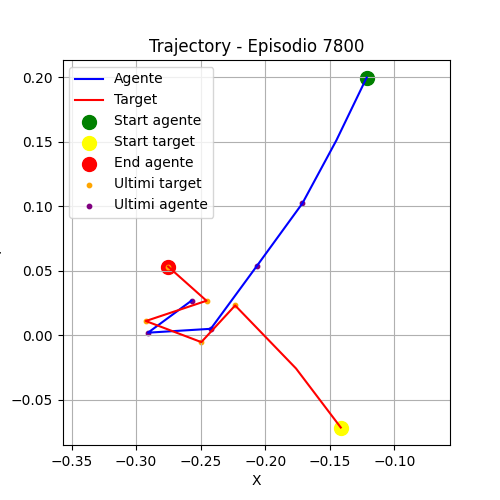 Trajectory - Episodio 7800
Agente
Target
Start agente
Start target
End agente
Ultimi target
Ultimi agente
0.20
0.15
0.10
0.05
0.00
−0.05
−0.35
−0.30
−0.25
−0.20
−0.15
−0.10
X